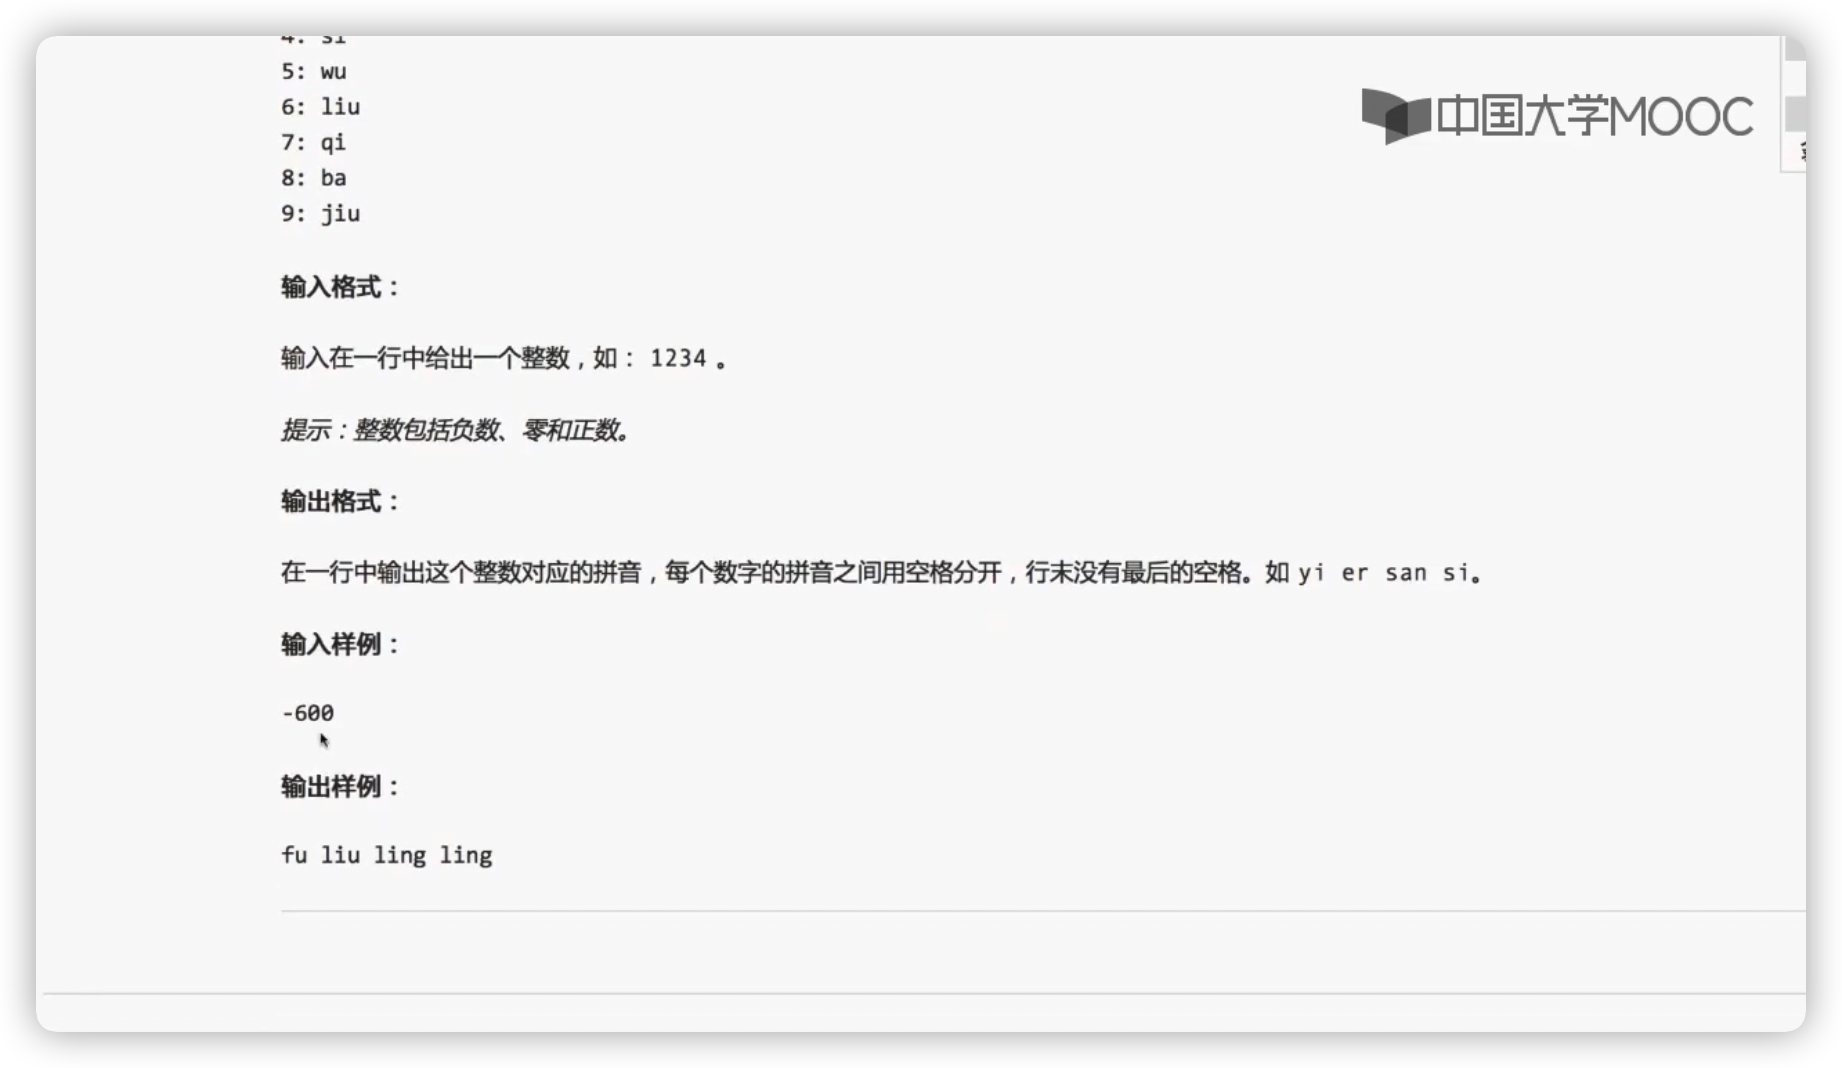 4: si
中国大学MOOC
5: wu
6: liu
7: qi
8: ba
9: jiu
输入格式：
输入在一行中给出一个整数，如： 1234 。
提示：整数包括负数、零和正数。
输出格式：
在一行中输出这个整数对应的拼音，每个数字的拼音之间用空格分开，行末没有最后的空格。如 yi er san si。
输入样例：
-600
输出样例：
fu liu ling ling